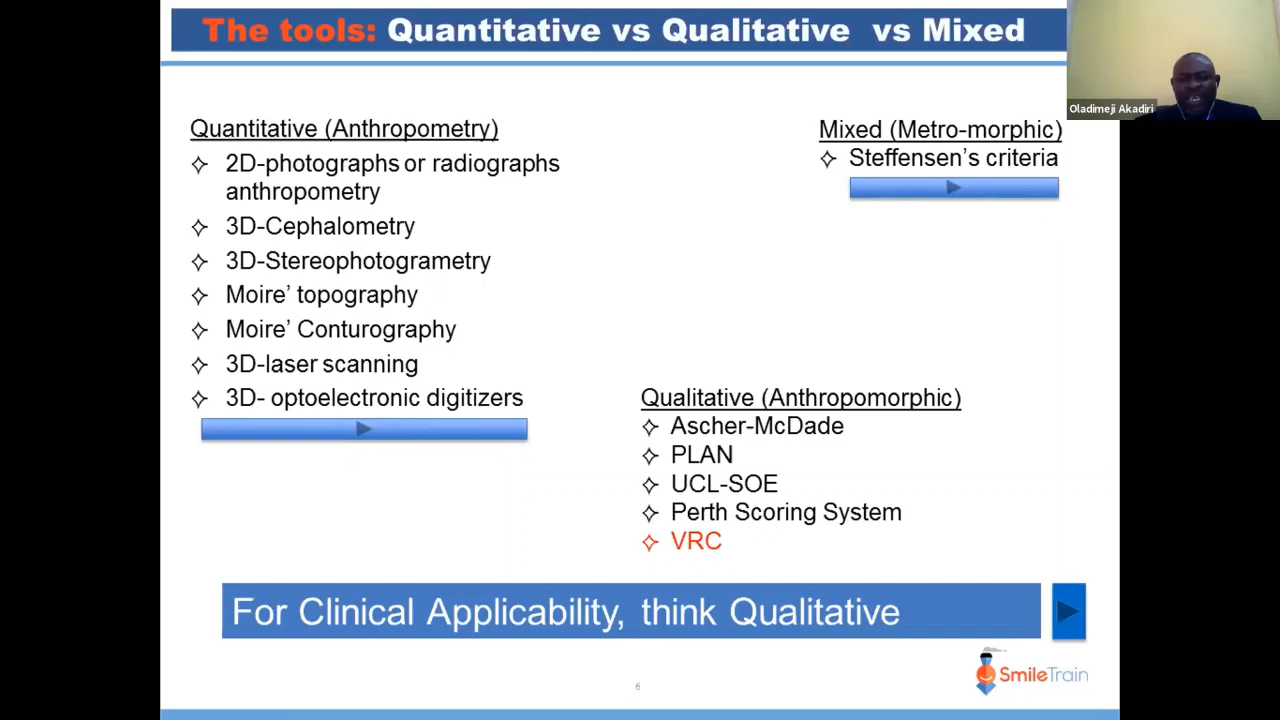 The tools: Quantitative vs Qualitative vs Mixed
Oladimeji Akadiri
Quantitative (Anthropometry)
2D-photographs or radiographs
anthropometry
3D-Cephalometry
3D-Stereophotogrametry
Moire’ topography
Moire’ Conturography
3D-laser scanning
3D- optoelectronic digitizers
Mixed (Metro-morphic)
Steffensen’s criteria
Qualitative (Anthropomorphic)
Ascher-McDade
PLAN
UCL-SOE
Perth Scoring System
VRC
For Clinical Applicability, think Qualitative
SmileTrain
6